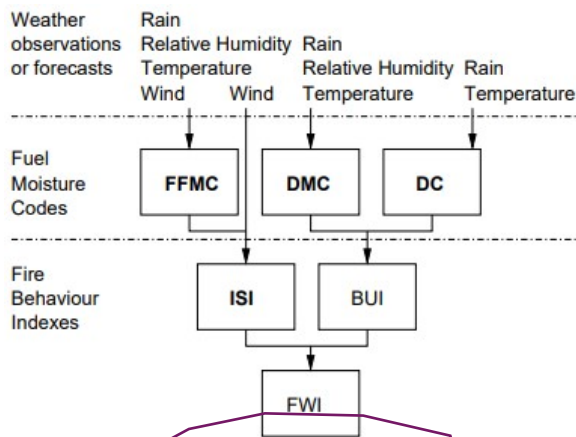 Weather
observations
or forecasts
Rain
Relative Humidity
Temperature
Wind
Wind
Rain
Relative Humidity
Temperature
Rain
Temperature
Fuel
Moisture
Codes
FFMC
DMC
DC
Fire
Behaviour
Indexes
ISI
BUI
FWI